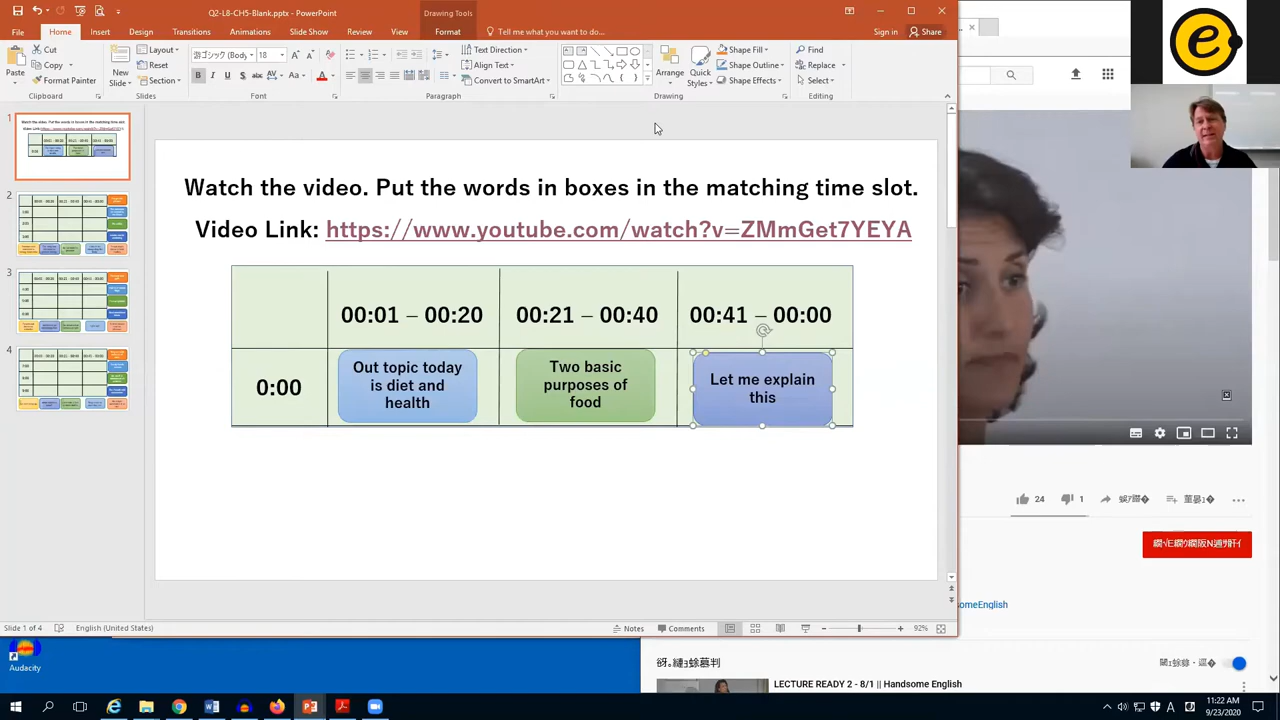 Q2-L8-CH5-Blank.pptx - PowerPoint
Drawing Tools
File
Home
Insert
Design
Transitions
Animations
Slide Show
Review
View
Format
Tell me what you want to do...
Sign in
Share
Paste
Cut
Copy
Format Painter
Clipboard
New Slide
Layout
Reset
Section
Slides
18
Font
Text Direction
Align Text
Convert to SmartArt
Paragraph
Arrange
Quick Styles
Shape Fill
Shape Outline
Shape Effects
Drawing
Find
Replace
Select
Editing
1
2
3
4
Watch the video. Put the words in boxes in the matching time slot.
Video Link: https://www.youtube.com/watch?v=ZMmGet7YEYA
00:01 – 00:20
00:21 – 00:40
00:41 – 00:00
0:00
Out topic today
is diet and
health
Two basic
purposes of
food
Let me explain
this
24
1
omeEnglish
LECTURE READY 2 - 8/1 || Handsome English
Slide 1 of 4
English (United States)
Notes
Comments
92%
Audacity
11:22 AM
9/23/2020